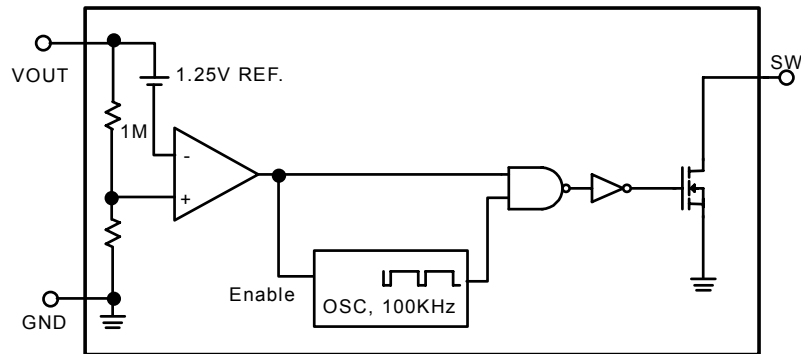 VOUT
1.25V REF.
SW
1M
-
+
Enable
OSC, 100KHz
GND